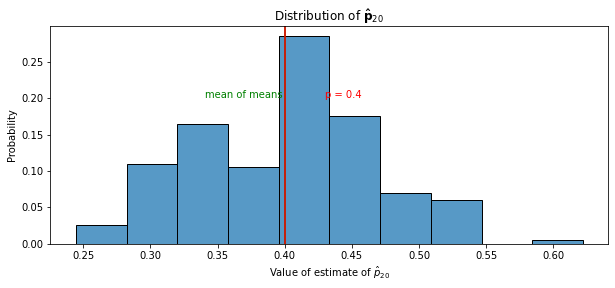 Distribution of p̂₂₀
0.25
0.20
0.15
0.10
0.05
0.00
Probability
mean of means
p = 0.4
0.25 0.30 0.35 0.40 0.45 0.50 0.55 0.60
Value of estimate of p̂₂₀